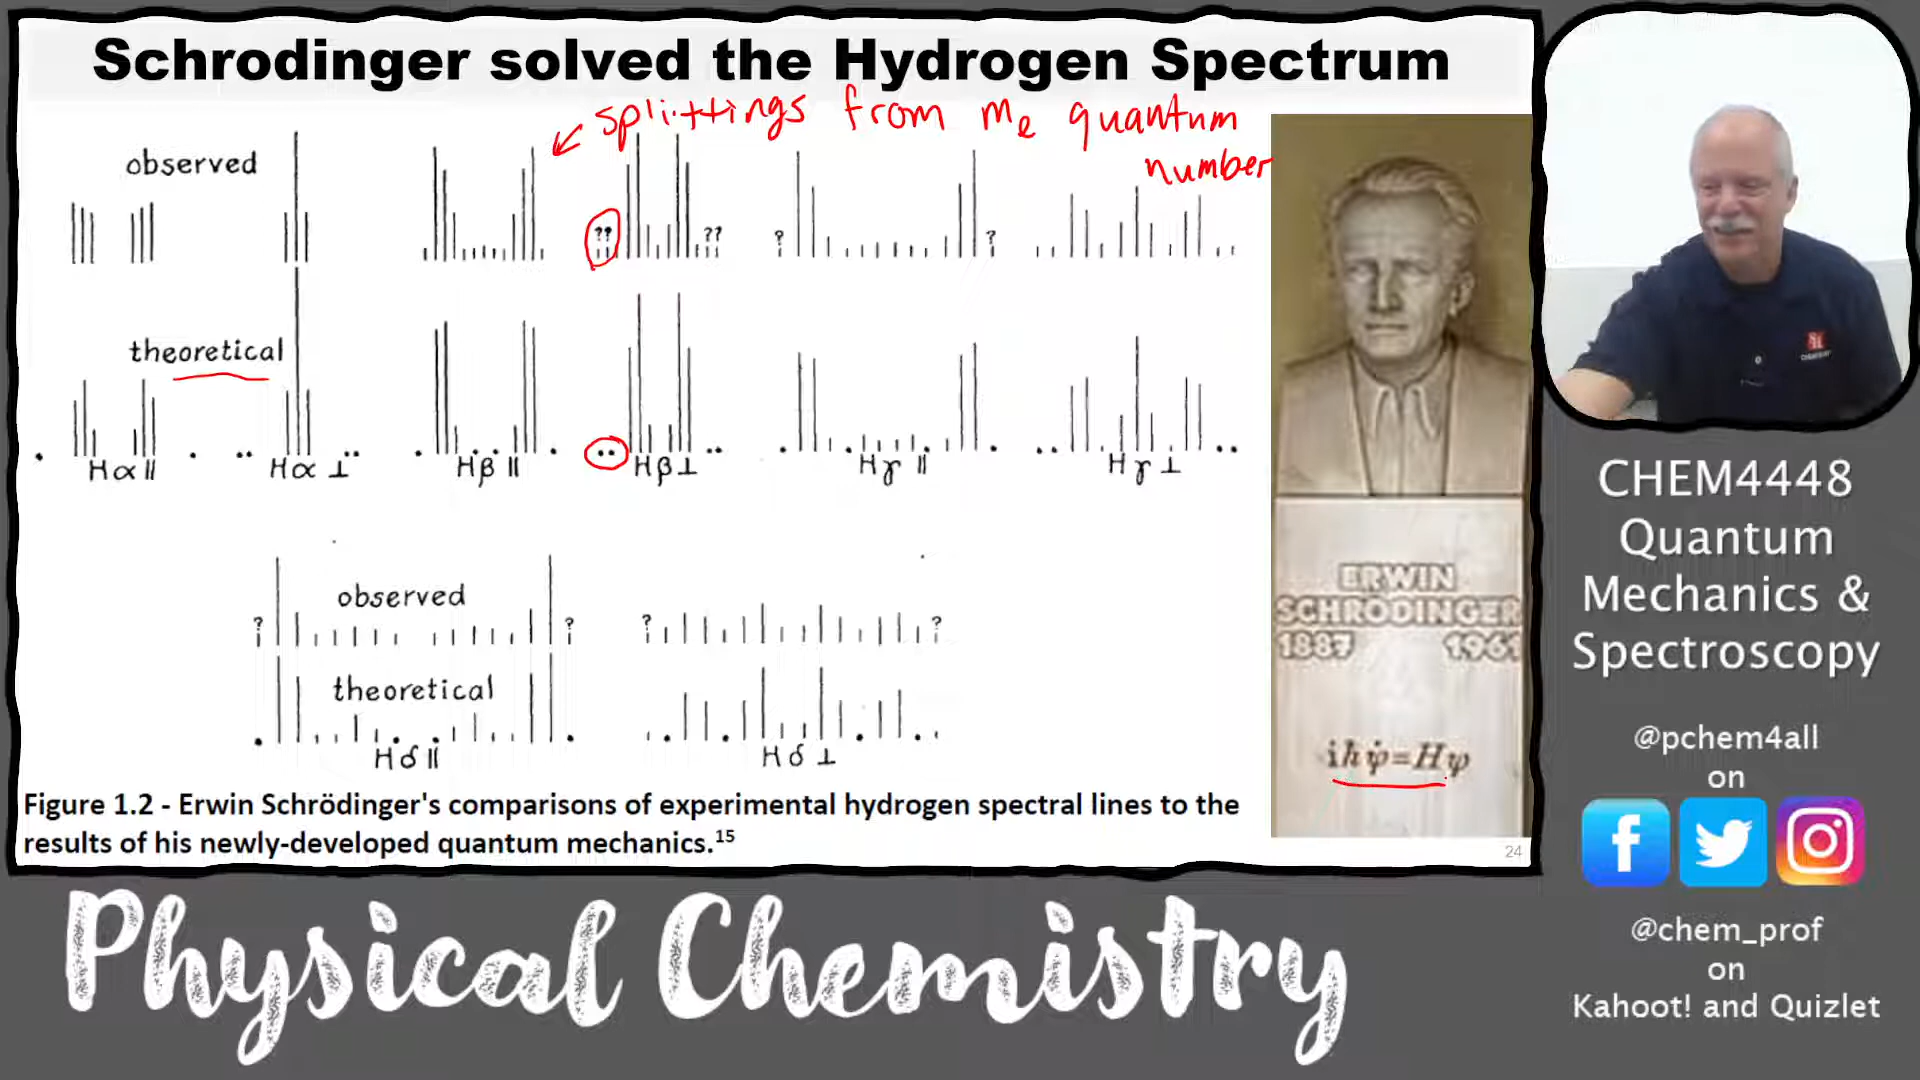 Schrodinger solved the Hydrogen Spectrum
splittings from mℓ quantum
number
observed
?? ??
? ?
theoretical
Hα ∥ Hα ⊥ Hβ ∥ Hβ ⊥ Hγ ∥ Hγ ⊥
observed
? ? ? ?
theoretical
Hδ ∥ Hδ ⊥
Figure 1.2 - Erwin Schrödinger's comparisons of experimental hydrogen spectral lines to the
results of his newly-developed quantum mechanics.¹⁵
ERWIN
SCHRÖDINGER
1887 1961
iħψ̇=Hψ
24
CHEM4448
Quantum
Mechanics &
Spectroscopy
@pchem4all
on
@chem_prof
on
Kahoot! and Quizlet
Physical Chemistry